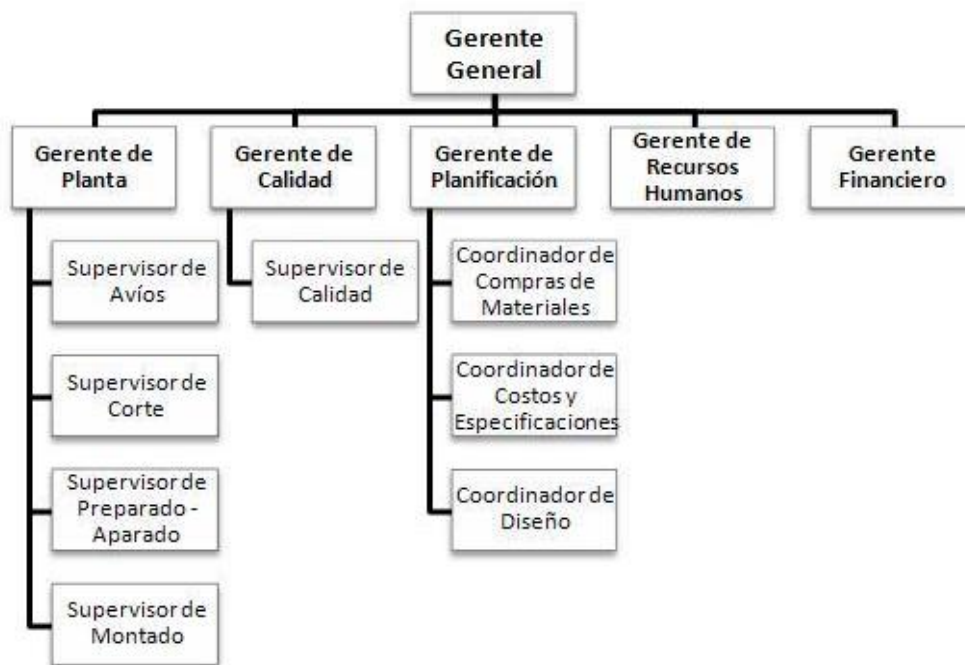 Gerente
General
Gerente de
Planta
Gerente de
Calidad
Gerente de
Planificación
Gerente de
Recursos
Humanos
Gerente
Financiero
Supervisor de
Avíos
Supervisor de
Corte
Supervisor de
Preparado -
Aparado
Supervisor de
Montado
Supervisor de
Calidad
Coordinador de
Compras de
Materiales
Coordinador de
Costos y
Especificaciones
Coordinador de
Diseño